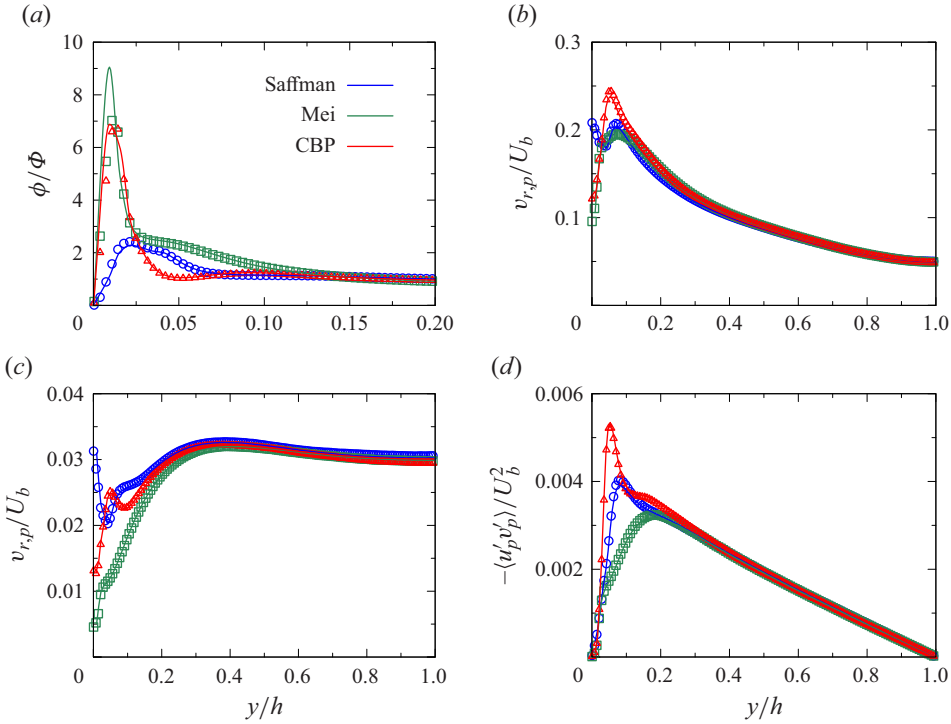 (a)
10
8
6
4
2
0
ϕ/Φ
Saffman
Mei
CBP
0.05
0.10
0.15
0.20
(b)
0.3
0.2
0.1
v_{r,p}/U_b
0
0.2
0.4
0.6
0.8
1.0
(c)
0.04
0.03
0.02
0.01
v_{r,p}/U_b
0
0.2
0.4
0.6
0.8
1.0
y/h
(d)
0.006
0.004
0.002
−⟨u′_p v′_p⟩/U_b^2
0
0.2
0.4
0.6
0.8
1.0
y/h